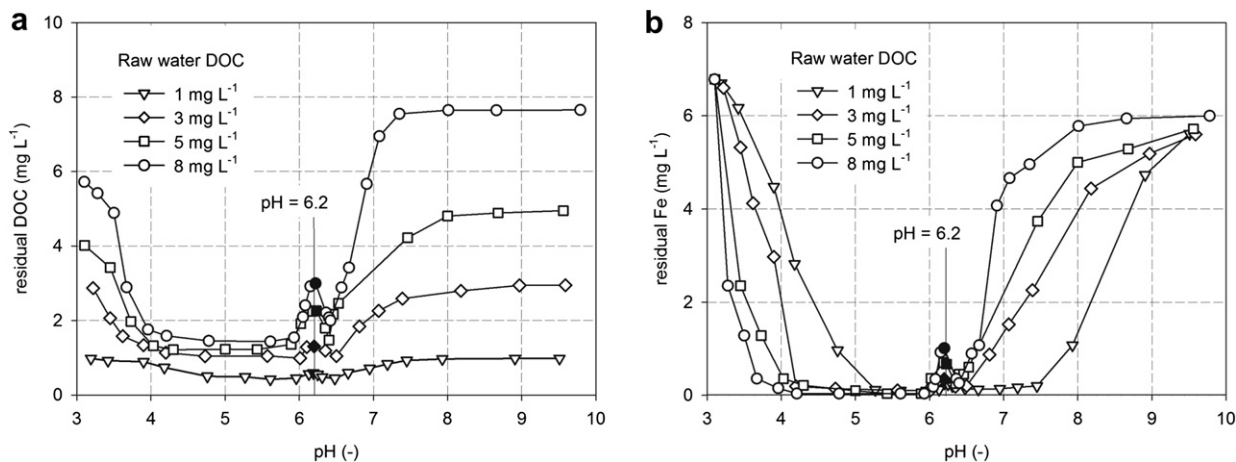 a
residual DOC (mg L⁻¹)
10
8
6
4
2
0
Raw water DOC
1 mg L⁻¹
3 mg L⁻¹
5 mg L⁻¹
8 mg L⁻¹
pH = 6.2
3 4 5 6 7 8 9 10
pH (-)
b
residual Fe (mg L⁻¹)
8
6
4
2
0
Raw water DOC
1 mg L⁻¹
3 mg L⁻¹
5 mg L⁻¹
8 mg L⁻¹
pH = 6.2
3 4 5 6 7 8 9 10
pH (-)